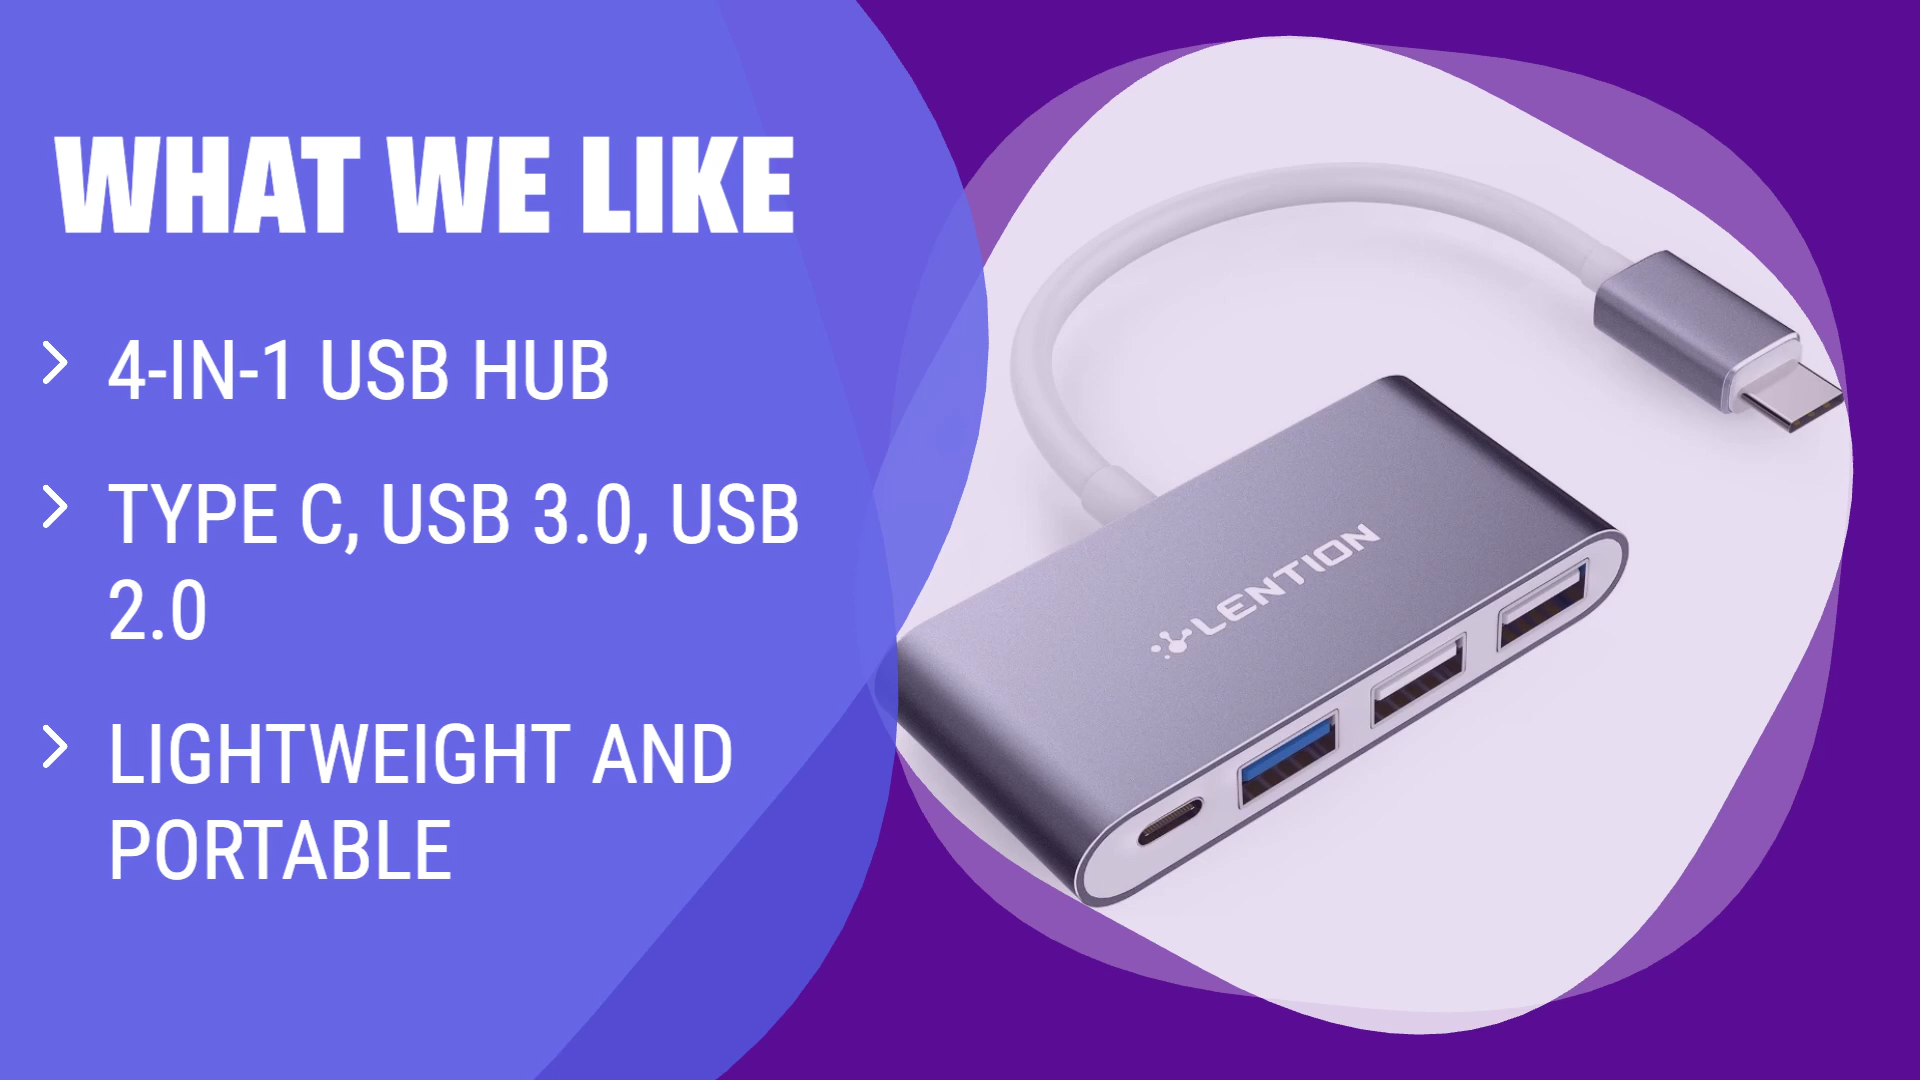 WHAT WE LIKE
4-IN-1 USB HUB
TYPE C, USB 3.0, USB
2.0
LIGHTWEIGHT AND
PORTABLE
LENTION